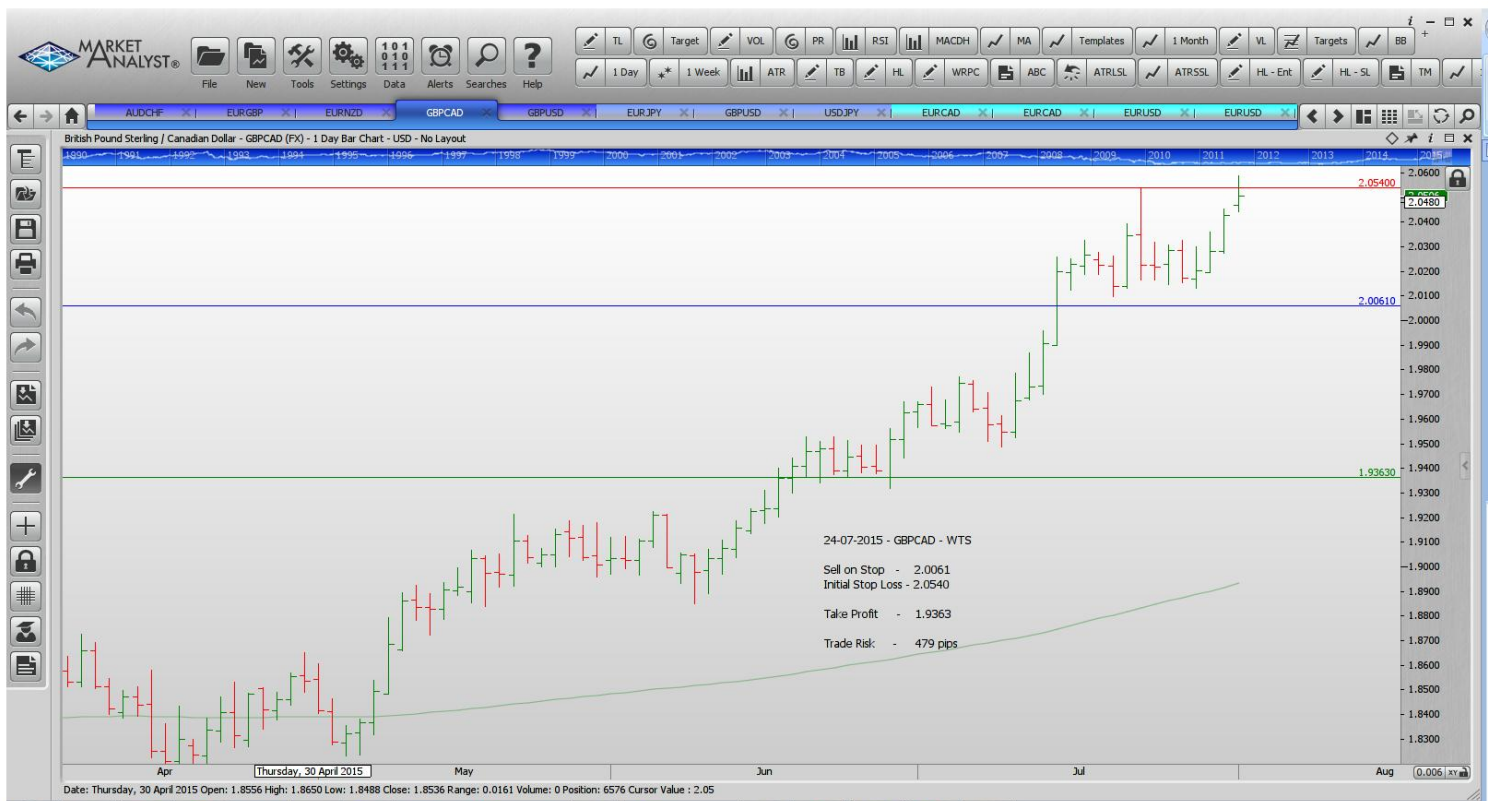 i
MARKET
ANALYST®
File New Tools Settings Data Alerts Searches Help
TL Target VOL PR RSI MACDH MA Templates 1 Month VL Targets BB
1 Day 1 Week ATR TB HL WRPC ABC ATRLSL ATRSSL HL - Ent HL - SL TM
AUDCHF EURGBP EURNZD GBPCAD GBPUSD EURJPY GBPUSD USDJPY EURCAD EURCAD EURUSD EURUSD
British Pound Sterling / Canadian Dollar - GBPCAD (FX) - 1 Day Bar Chart - USD - No Layout
1990 1991 1992 1993 1994 1995 1996 1997 1998 1999 2000 2001 2002 2003 2004 2005 2006 2007 2008 2009 2010 2011 2012 2013 2014 2015
2.0600
2.05400
2.0480
2.0400
2.0300
2.0200
2.0100
2.00610
2.0000
1.9900
1.9800
1.9700
1.9600
1.9500
1.9400
1.93630
1.9300
1.9200
1.9100
1.9000
1.8900
1.8800
1.8700
1.8600
1.8500
1.8400
1.8300
24-07-2015 - GBPCAD - WTS
Sell on Stop - 2.0061
Initial Stop Loss - 2.0540
Take Profit - 1.9363
Trade Risk - 479 pips
Apr Thursday, 30 April 2015 May Jun Jul Aug 0.006 XY
Date: Thursday, 30 April 2015 Open: 1.8556 High: 1.8650 Low: 1.8488 Close: 1.8536 Range: 0.0161 Volume: 0 Position: 6576 Cursor Value : 2.05